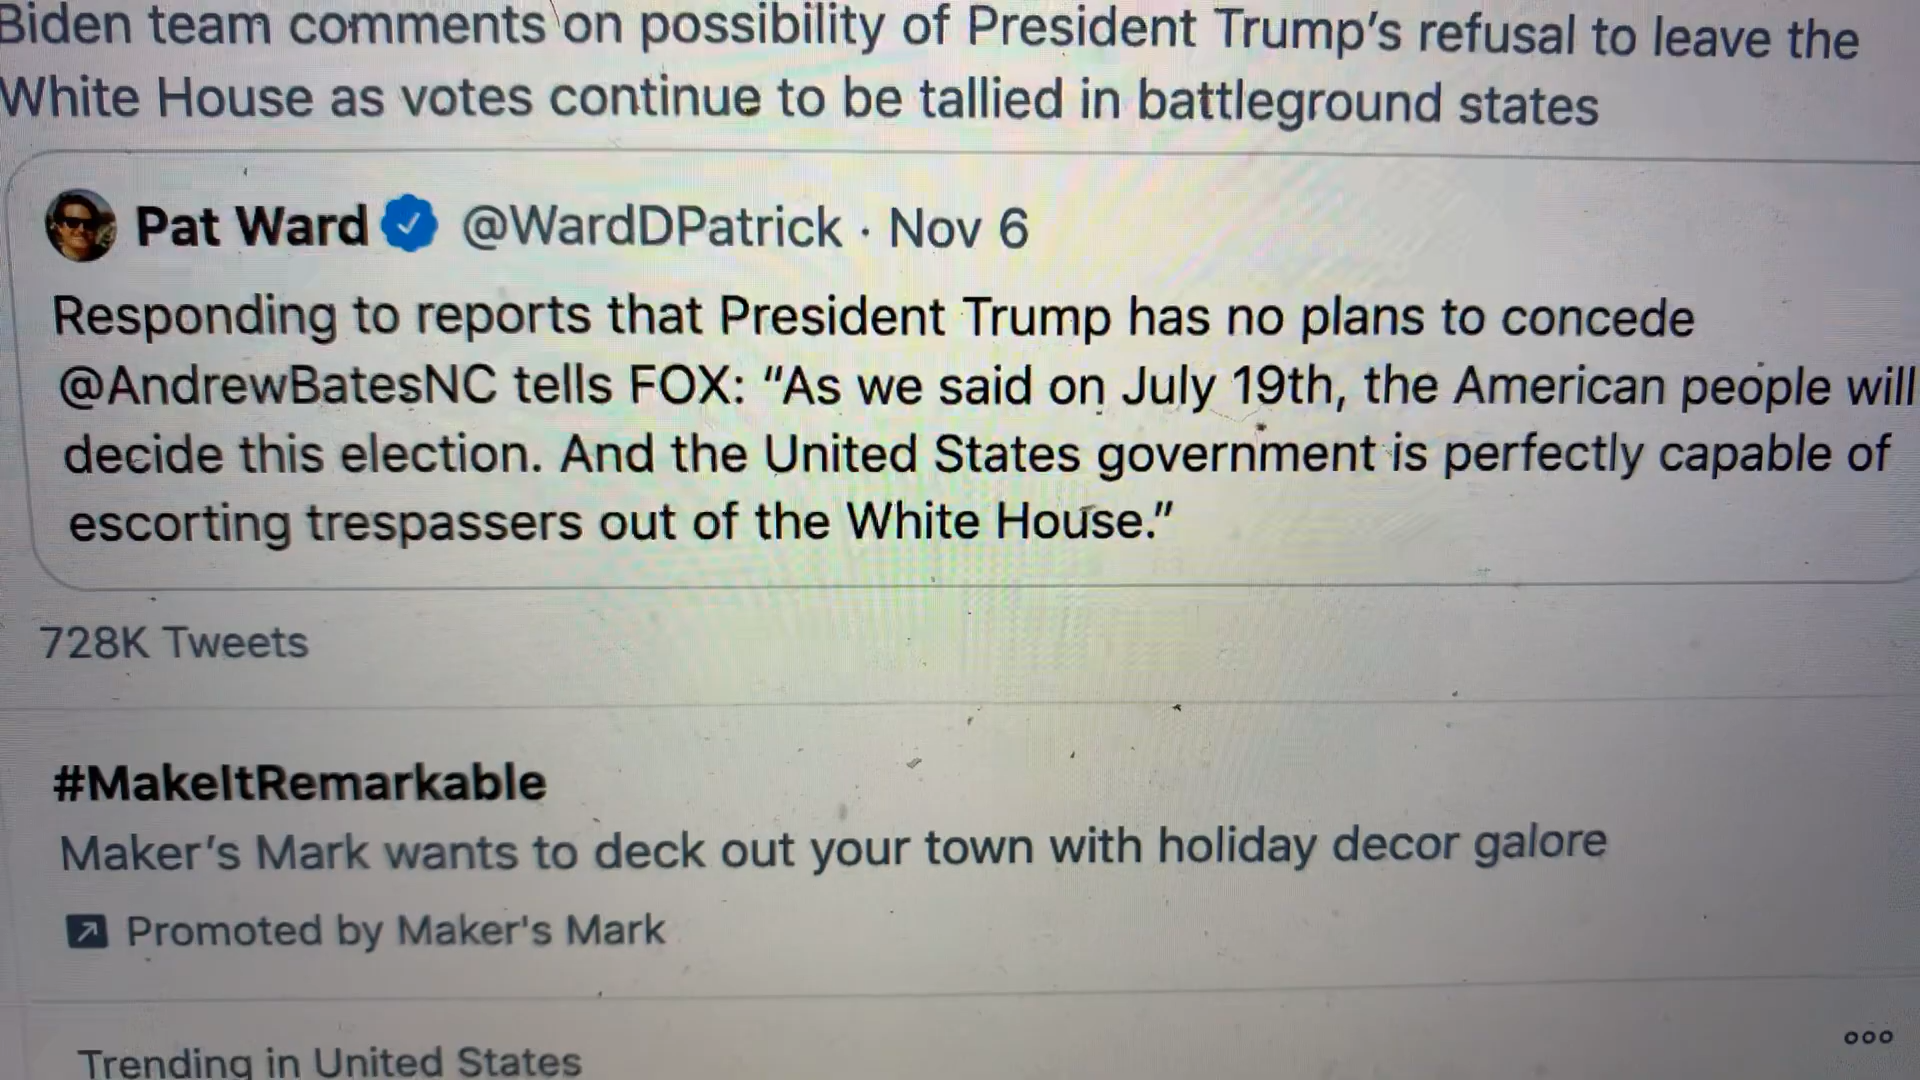 Biden team comments on possibility of President Trump's refusal to leave the
White House as votes continue to be tallied in battleground states
Pat Ward @WardDPatrick · Nov 6
Responding to reports that President Trump has no plans to concede
@AndrewBatesNC tells FOX: “As we said on July 19th, the American people will
decide this election. And the United States government is perfectly capable of
escorting trespassers out of the White House.”
728K Tweets
#MakeItRemarkable
Maker's Mark wants to deck out your town with holiday decor galore
Promoted by Maker's Mark
Trending in United States